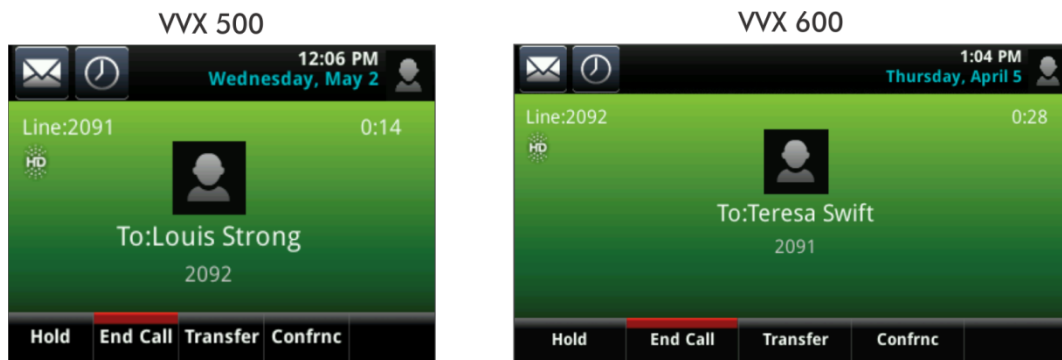 VVX 500
12:06 PM
Wednesday, May 2
Line:2091
0:14
HD
To:Louis Strong
2092
Hold End Call Transfer Confrnc
VVX 600
1:04 PM
Thursday, April 5
Line:2092
0:28
HD
To:Teresa Swift
2091
Hold End Call Transfer Confrnc